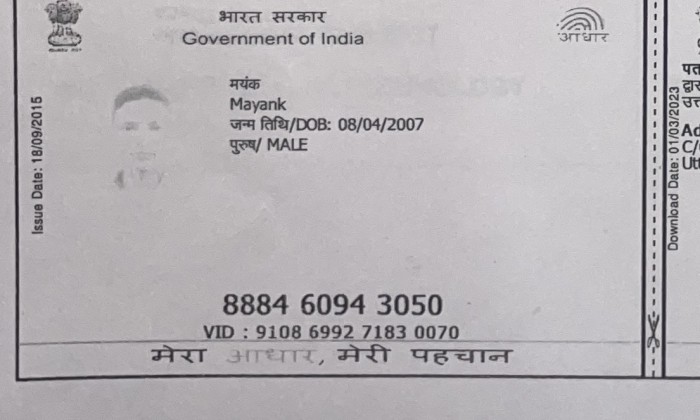 भारत सरकार
Government of India
आधार
मयंक
Mayank
जन्म तिथि/DOB: 08/04/2007
पुरुष/ MALE
Issue Date: 18/09/2015
8884 6094 3050
VID : 9108 6992 7183 0070
मेरा आधार, मेरी पहचान
Download Date: 01/03/2023